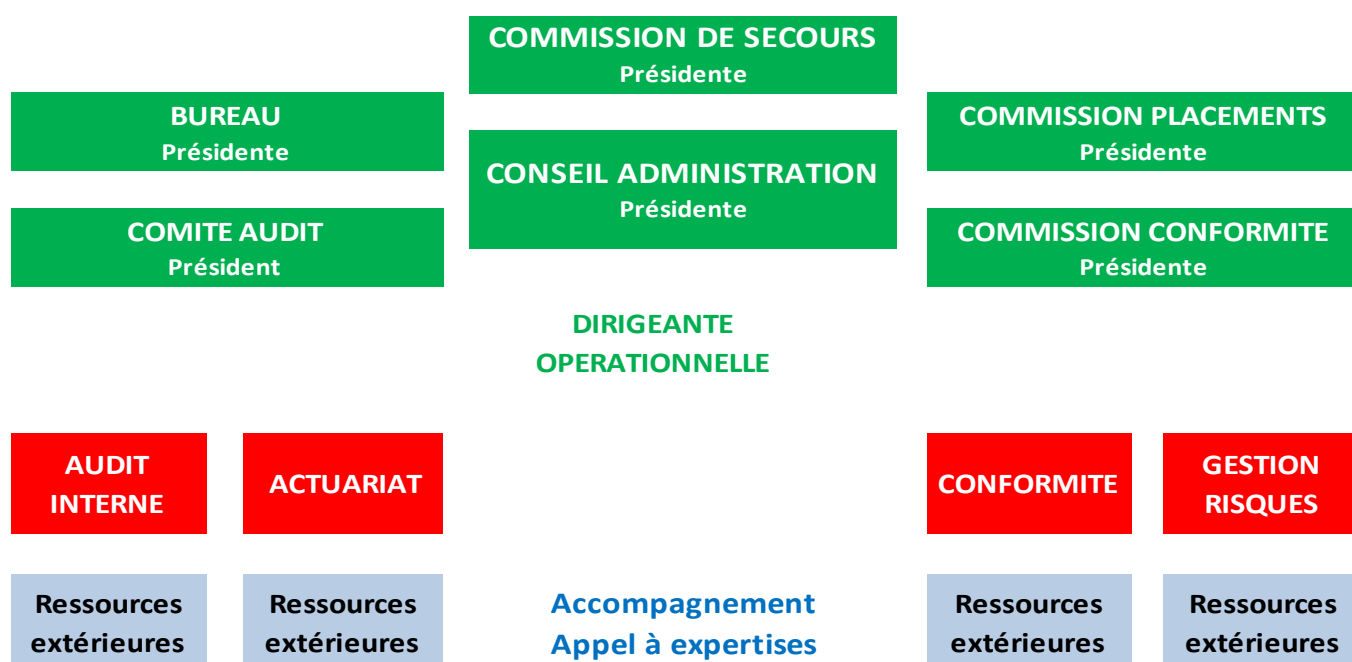 COMMISSION DE SECOURS
Présidente
BUREAU
Présidente
COMMISSION PLACEMENTS
Présidente
CONSEIL ADMINISTRATION
Présidente
COMITE AUDIT
Président
COMMISSION CONFORMITE
Présidente
DIRIGEANTE
OPERATIONNELLE
AUDIT
INTERNE
ACTUARIAT
CONFORMITE
GESTION
RISQUES
Ressources
extérieures
Ressources
extérieures
Accompagnement
Appel à expertises
Ressources
extérieures
Ressources
extérieures